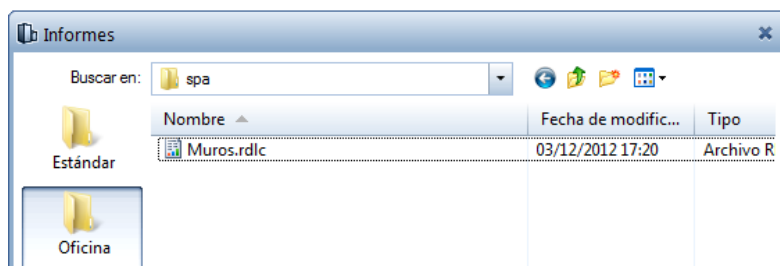 Informes
Buscar en: spa
Nombre Fecha de modific... Tipo
Muros.rdlc 03/12/2012 17:20 Archivo R
Estándar
Oficina